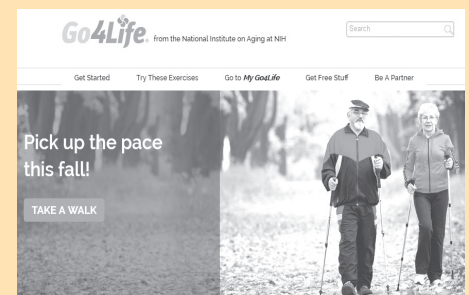 Go4Life. from the National Institute on Aging at NIH
Search
Get Started Try These Exercises Go to My Go4Life Get Free Stuff Be A Partner
Pick up the pace
this fall!
TAKE A WALK